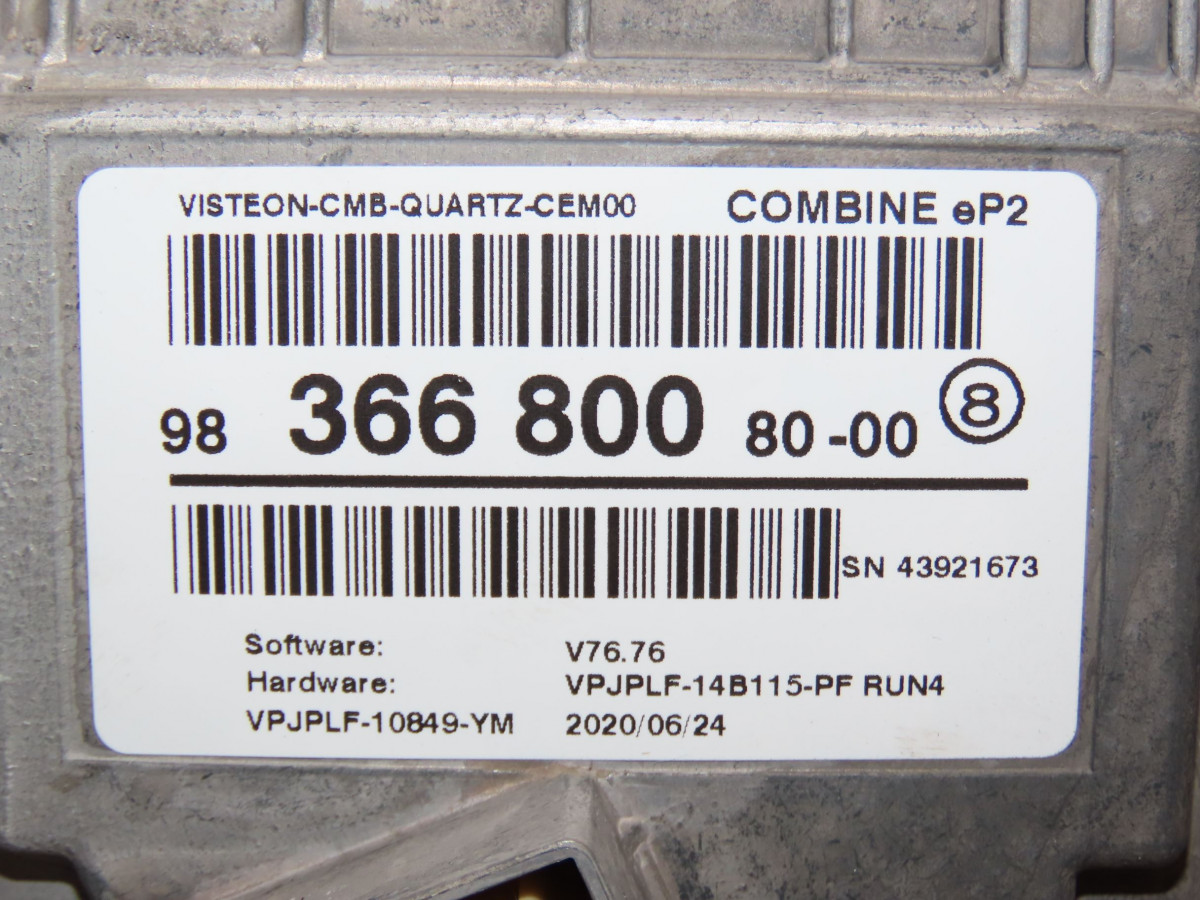 VISTEON-CMB-QUARTZ-CEM00 COMBINE eP2
98 366 800 80-00 8
SN 43921673
Software: V76.76
Hardware: VPJPLF-14B115-PF RUN4
VPJPLF-10849-YM 2020/06/24